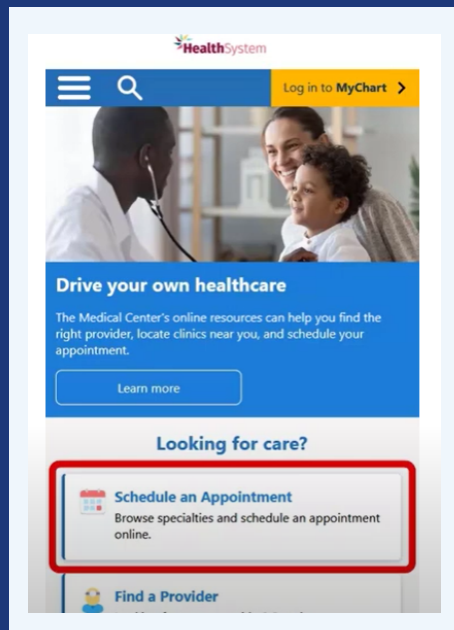 HealthSystem
Log in to MyChart
Drive your own healthcare
The Medical Center's online resources can help you find the
right provider, locate clinics near you, and schedule your
appointment.
Learn more
Looking for care?
Schedule an Appointment
Browse specialties and schedule an appointment
online.
Find a Provider